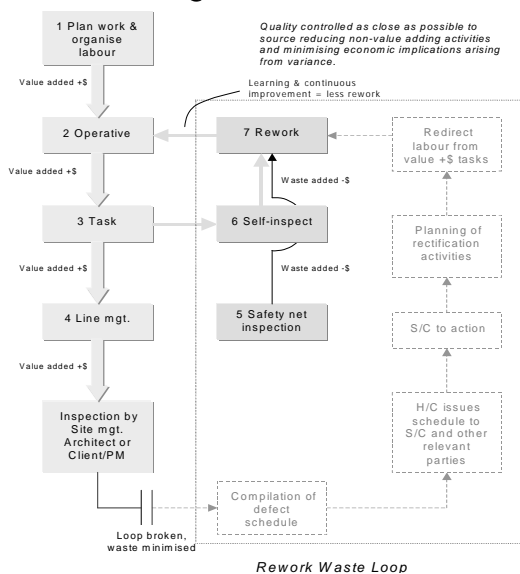 1 Plan work &
organise
labour
Quality controlled as close as possible to
source reducing non-value adding activities
and minimising economic implications arising
from variance.
Value added +$
Learning & continuous
improvement = less rework
2 Operative
7 Rework
Redirect
labour from
value +$ tasks
Value added +$
Waste added -$
3 Task
6 Self-inspect
Planning of
rectification
activities
Value added +$
Waste added -$
4 Line mgt.
5 Safety net
inspection
S/C to action
Value added +$
Inspection by
Site mgt.
Architect or
Client/PM
H/C issues
schedule to
S/C and other
relevant
parties
Compilation of
defect
schedule
Loop broken,
waste minimised
Rework Waste Loop